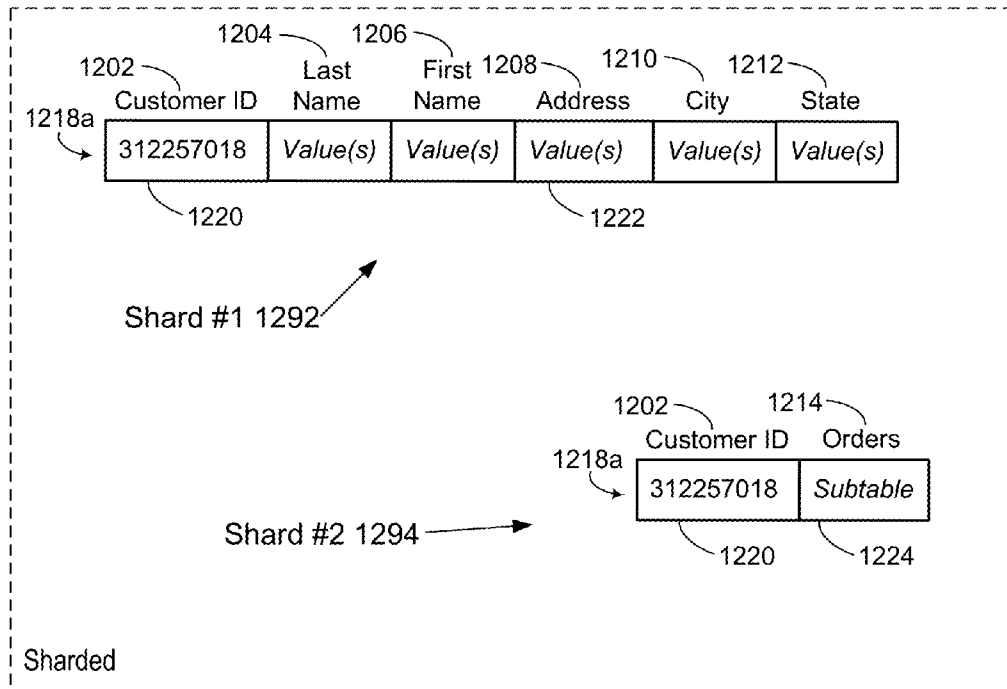 1204 1206
1202 Last First 1208 1210 1212
Customer ID Name Name Address City State
1218a
312257018 Value(s) Value(s) Value(s) Value(s) Value(s)
1220 1222
Shard #1 1292
1202 1214
Customer ID Orders
1218a
312257018 Subtable
Shard #2 1294
1220 1224
Sharded